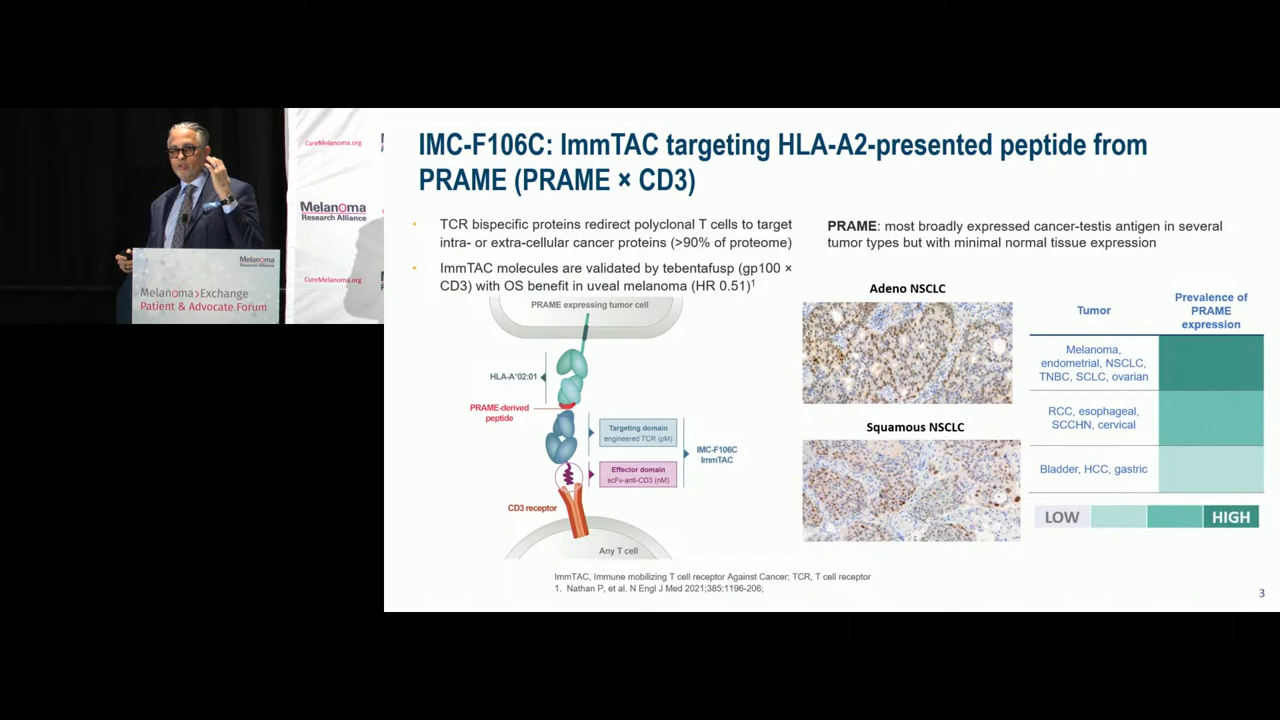 CureMelanoma.org
Melanoma
Research Alliance
CureMelanoma.org
Melanoma
Research Alliance
Melanoma>Exchange
Patient & Advocate Forum
IMC-F106C: ImmTAC targeting HLA-A2-presented peptide from
PRAME (PRAME × CD3)
• TCR bispecific proteins redirect polyclonal T cells to target
intra- or extra-cellular cancer proteins (>90% of proteome)
• ImmTAC molecules are validated by tebentafusp (gp100 ×
CD3) with OS benefit in uveal melanoma (HR 0.51)1
PRAME expressing tumor cell
HLA-A*02:01
PRAME-derived
peptide
Targeting domain
engineered TCR (pM)
IMC-F106C
ImmTAC
Effector domain
scFv-anti-CD3 (nM)
CD3 receptor
Any T cell
PRAME: most broadly expressed cancer-testis antigen in several
tumor types but with minimal normal tissue expression
Adeno NSCLC
Squamous NSCLC
Tumor
Prevalence of
PRAME
expression
Melanoma,
endometrial, NSCLC,
TNBC, SCLC, ovarian
RCC, esophageal,
SCCHN, cervical
Bladder, HCC, gastric
LOW
HIGH
ImmTAC, Immune mobilizing T cell receptor Against Cancer; TCR, T cell receptor
1. Nathan P, et al. N Engl J Med 2021;385:1196-206;
3